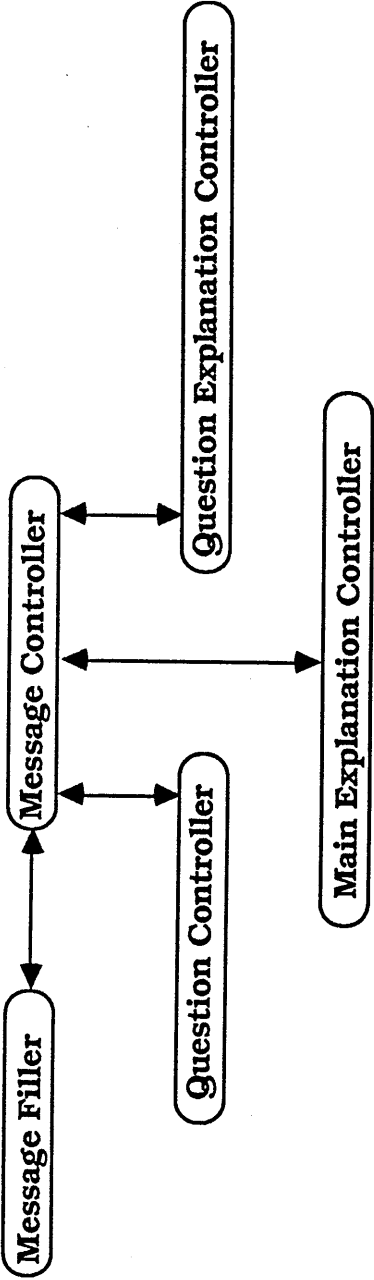 Message Filler
Message Controller
Question Controller
Question Explanation Controller
Main Explanation Controller